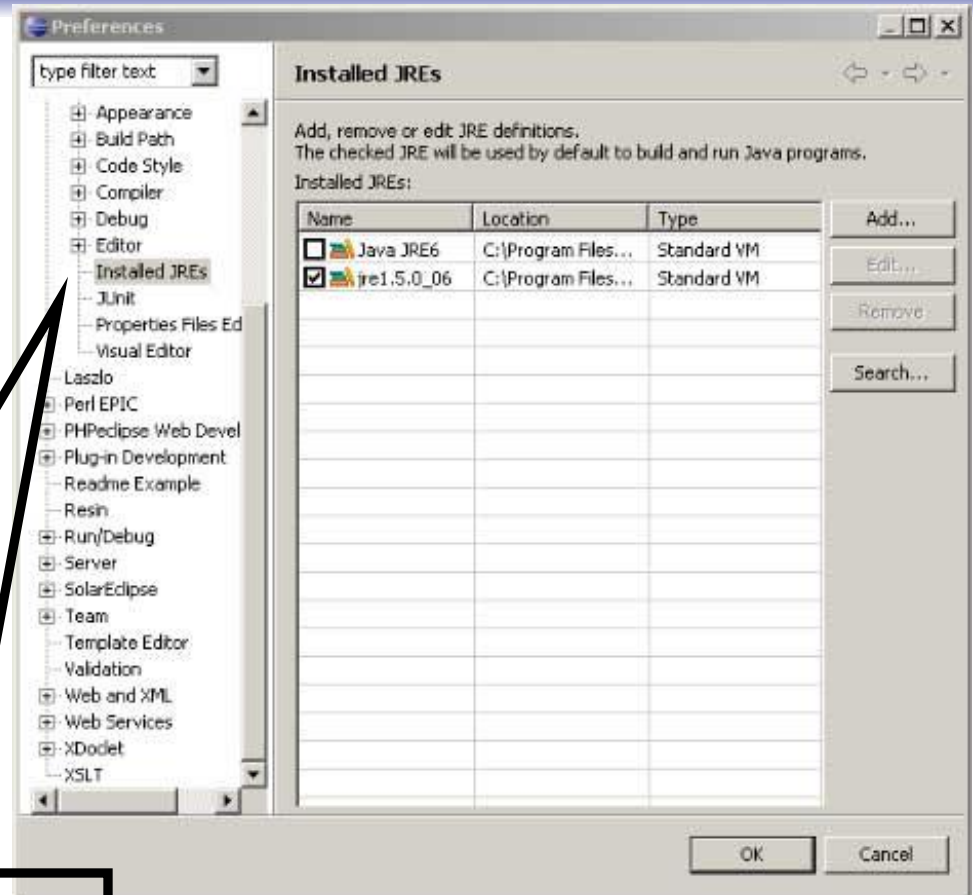 Preferences
type filter text
Appearance
Build Path
Code Style
Compiler
Debug
Editor
Installed JREs
JUnit
Properties Files Ed
Visual Editor
Laszlo
Perl EPIC
PHPeclipse Web Devel
Plug-in Development
Readme Example
Resin
Run/Debug
Server
SolarEclipse
Team
Template Editor
Validation
Web and XML
Web Services
XDoclet
XSLT
Installed JREs
Add, remove or edit JRE definitions.
The checked JRE will be used by default to build and run Java programs.
Installed JREs:
Name Location Type
Java JRE6 C:\Program Files... Standard VM
jre1.5.0_06 C:\Program Files... Standard VM
Add...
Edit...
Remove
Search...
OK Cancel